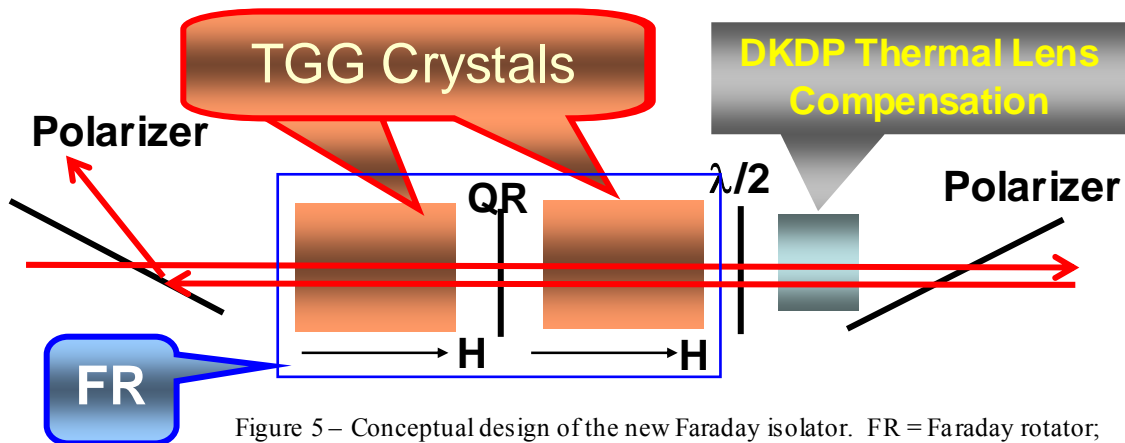 TGG Crystals
DKDP Thermal Lens
Compensation
Polarizer
λ/2
QR
Polarizer
H
H
FR
Figure 5 – Conceptual design of the new Faraday isolator. FR = Faraday rotator;